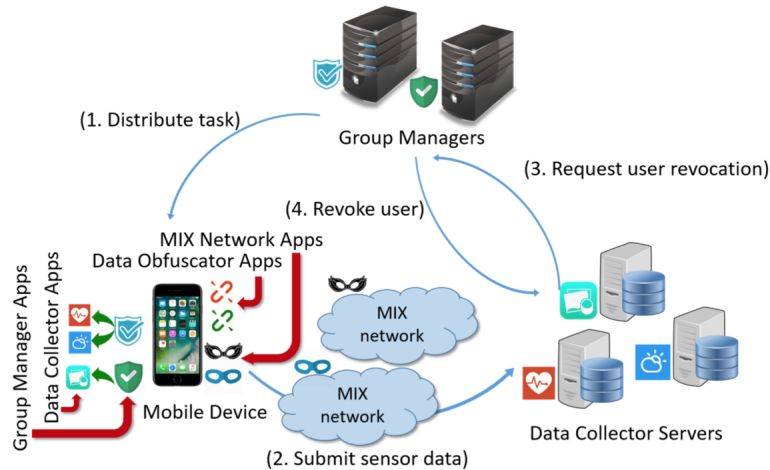 Group Managers
(1. Distribute task)
(3. Request user revocation)
(4. Revoke user)
MIX Network Apps
Data Obfuscator Apps
Group Manager Apps
Data Collector Apps
MIX
network
MIX
network
Mobile Device
Data Collector Servers
(2. Submit sensor data)